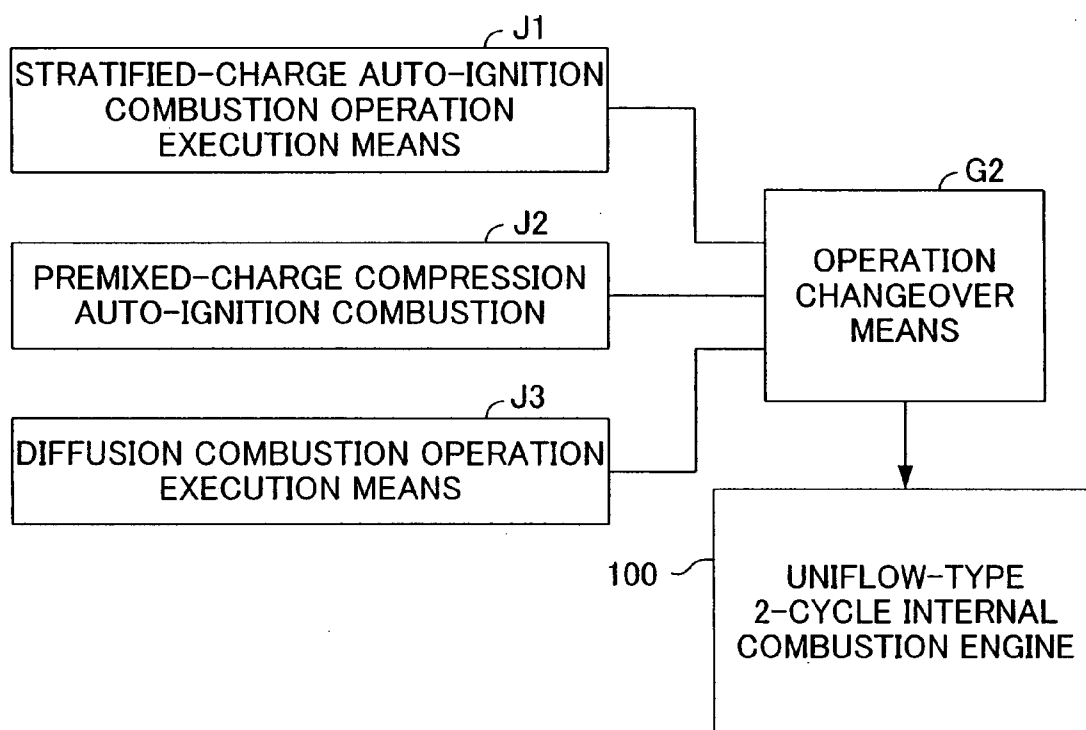 J1
STRATIFIED-CHARGE AUTO-IGNITION
COMBUSTION OPERATION
EXECUTION MEANS
J2
PREMIXED-CHARGE COMPRESSION
AUTO-IGNITION COMBUSTION
J3
DIFFUSION COMBUSTION OPERATION
EXECUTION MEANS
G2
OPERATION
CHANGEOVER
MEANS
100
UNIFLOW-TYPE
2-CYCLE INTERNAL
COMBUSTION ENGINE